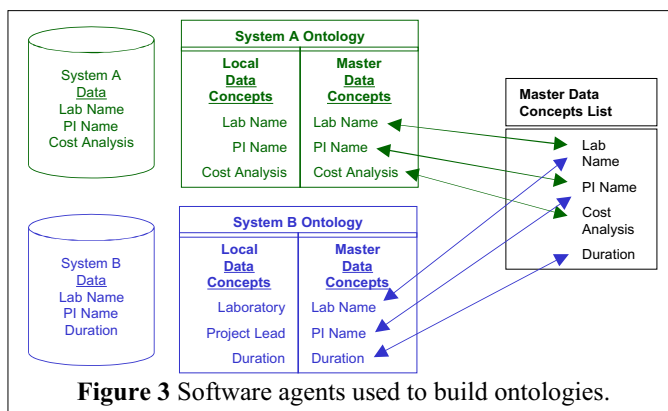 System A
Data
Lab Name
PI Name
Cost Analysis
System A Ontology
Local
Data
Concepts
Lab Name
PI Name
Cost Analysis
Master
Data
Concepts
Lab Name
PI Name
Cost Analysis
Master Data
Concepts List
Lab
Name
PI Name
Cost
Analysis
Duration
System B
Data
Lab Name
PI Name
Duration
System B Ontology
Local
Data
Concepts
Laboratory
Project Lead
Duration
Master
Data
Concepts
Lab Name
PI Name
Duration
Figure 3 Software agents used to build ontologies.